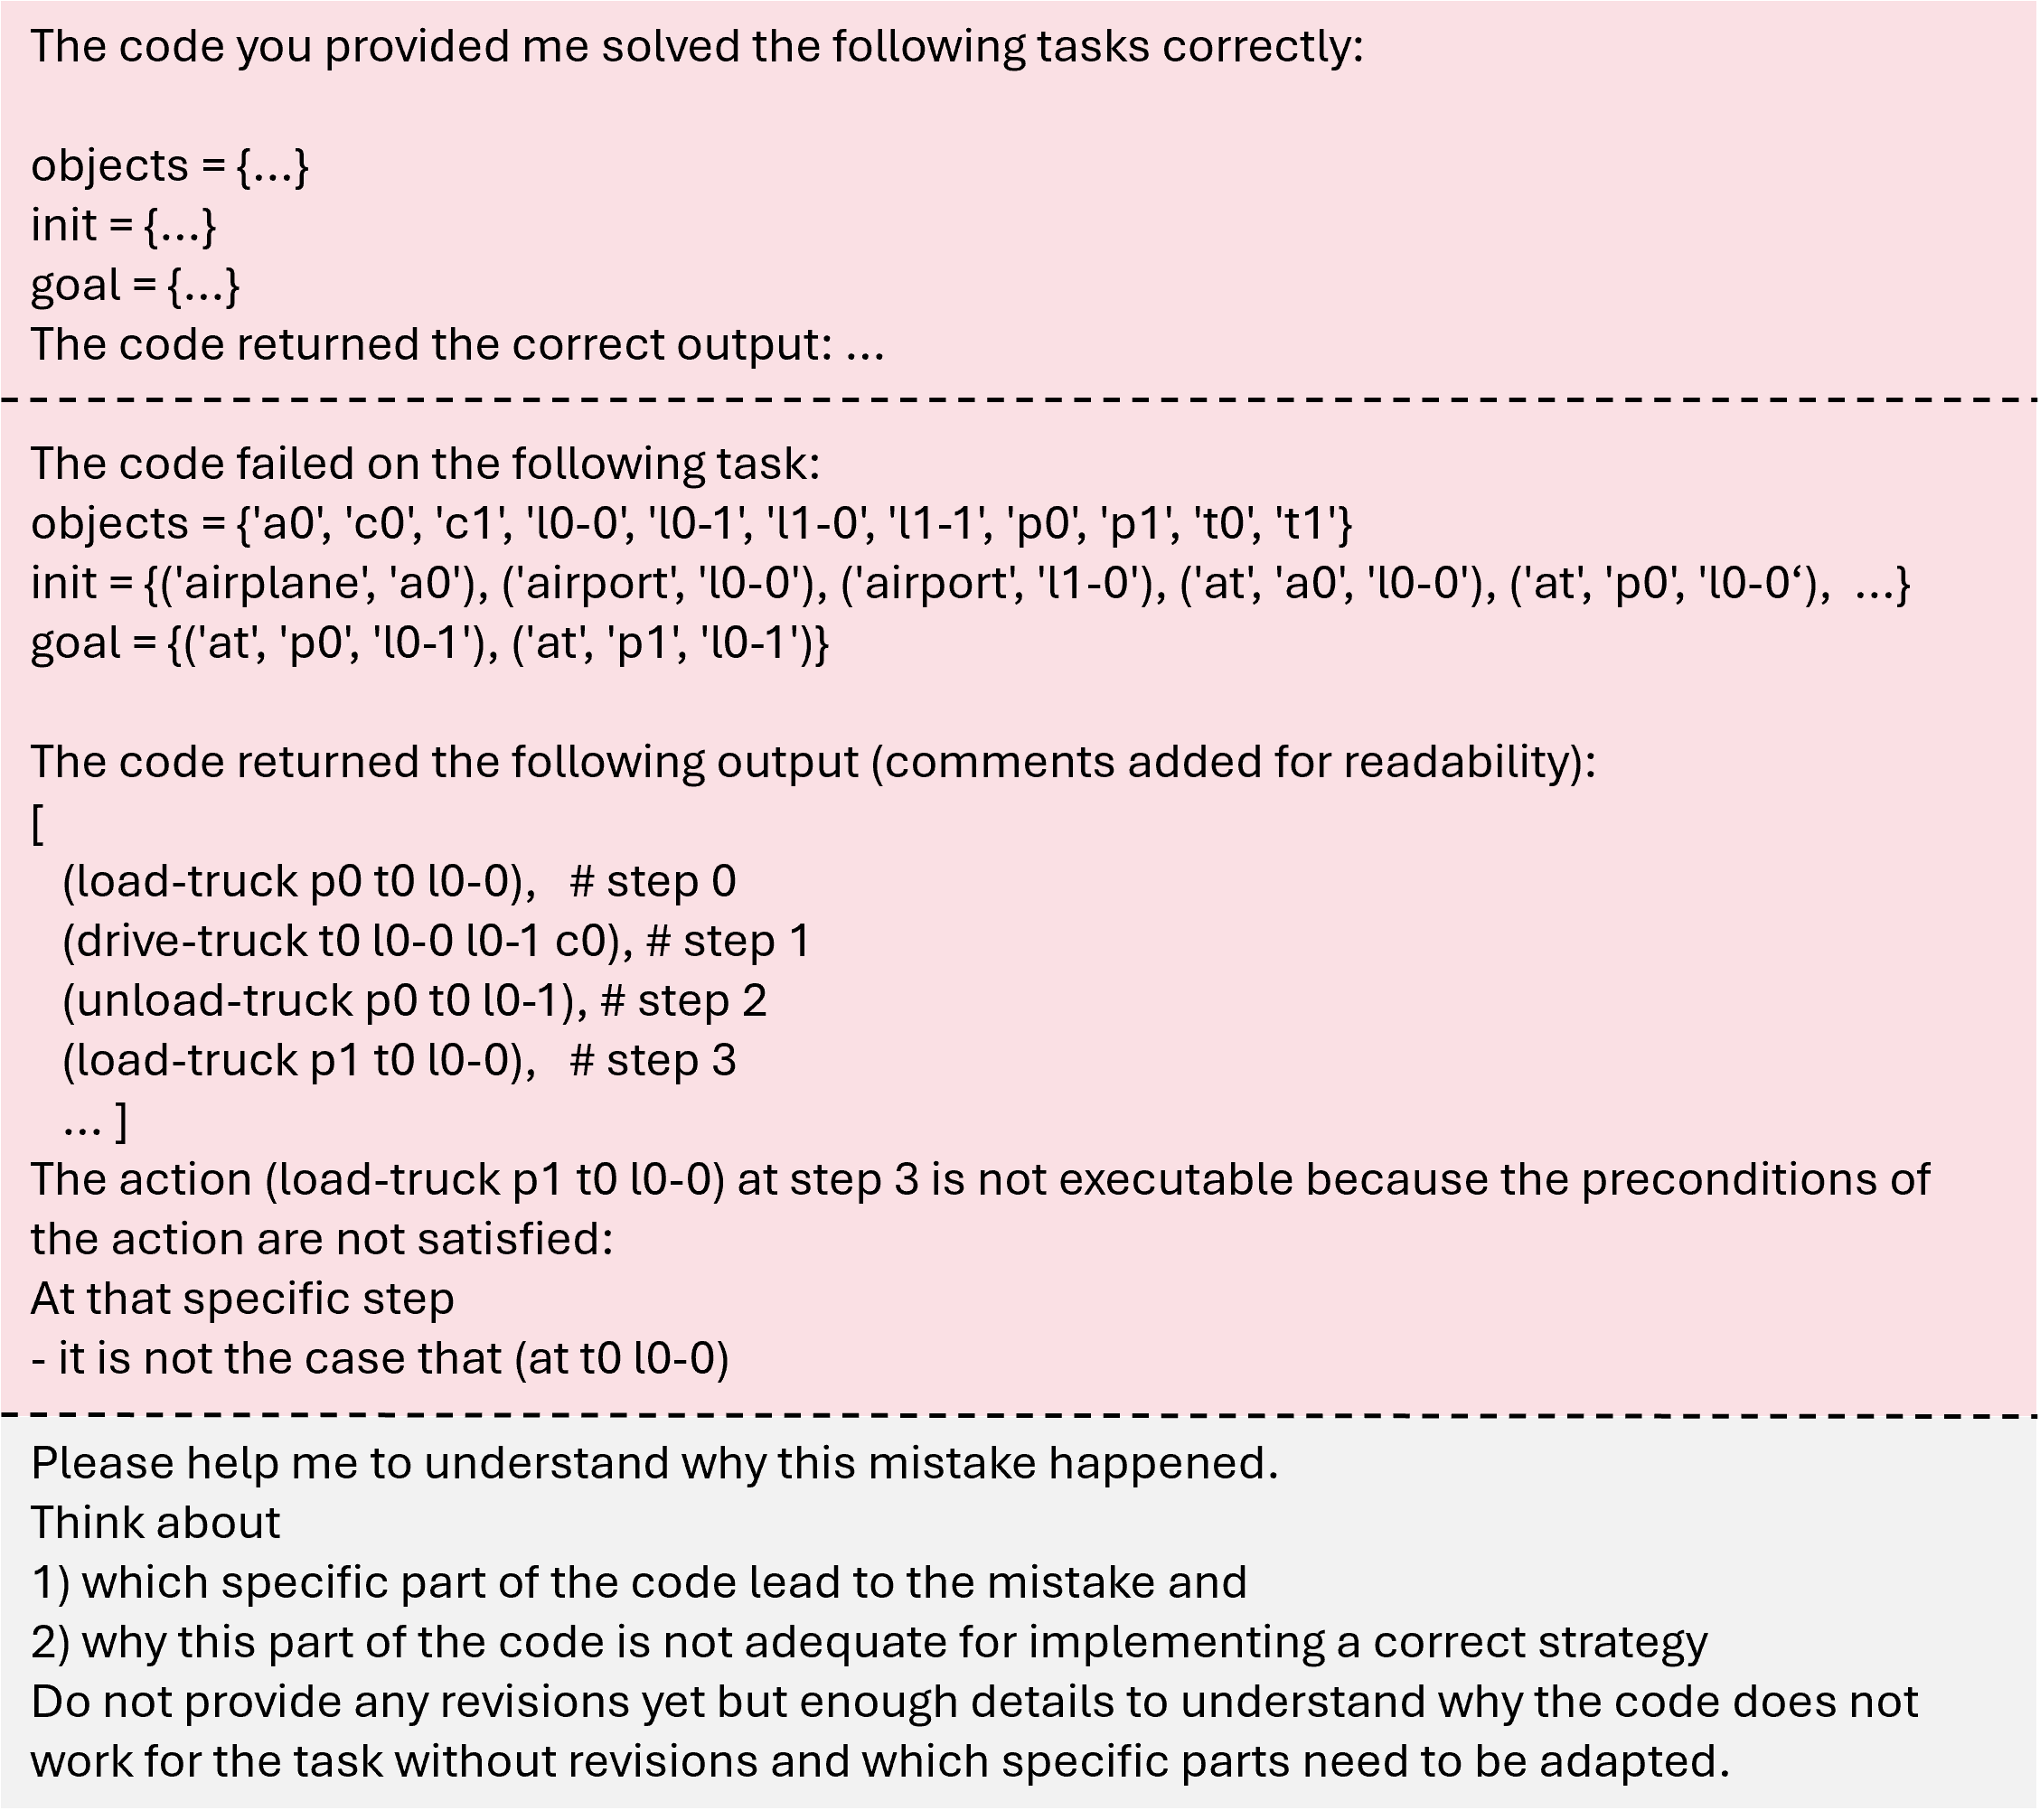 The code you provided me solved the following tasks correctly:
objects = {...}
init = {...}
goal = {...}
The code returned the correct output: ...
The code failed on the following task:
objects = {'a0', 'c0', 'c1', 'l0-0', 'l0-1', 'l1-0', 'l1-1', 'p0', 'p1', 't0', 't1'}
init = {('airplane', 'a0'), ('airport', 'l0-0'), ('airport', 'l1-0'), ('at', 'a0', 'l0-0'), ('at', 'p0', 'l0-0‘), ...}
goal = {('at', 'p0', 'l0-1'), ('at', 'p1', 'l0-1')}
The code returned the following output (comments added for readability):
[
(load-truck p0 t0 l0-0), # step 0
(drive-truck t0 l0-0 l0-1 c0), # step 1
(unload-truck p0 t0 l0-1), # step 2
(load-truck p1 t0 l0-0), # step 3
... ]
The action (load-truck p1 t0 l0-0) at step 3 is not executable because the preconditions of
the action are not satisfied:
At that specific step
- it is not the case that (at t0 l0-0)
Please help me to understand why this mistake happened.
Think about
1) which specific part of the code lead to the mistake and
2) why this part of the code is not adequate for implementing a correct strategy
Do not provide any revisions yet but enough details to understand why the code does not
work for the task without revisions and which specific parts need to be adapted.